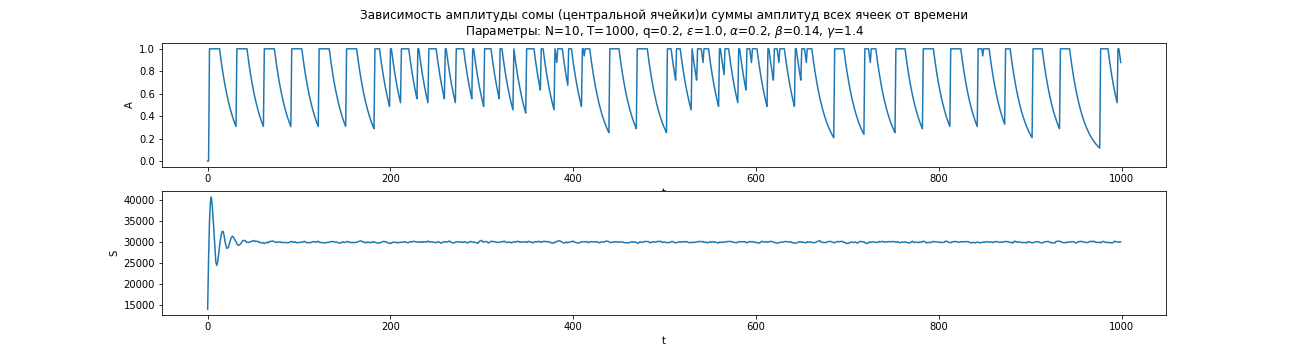 Зависимость амплитуды сомы (центральной ячейки)и суммы амплитуд всех ячеек от времени
Параметры: N=10, T=1000, q=0.2, ε=1.0, α=0.2, β=0.14, γ=1.4
1.0
0.8
0.6
0.4
0.2
0.0
A
0 200 400 600 800 1000
40000
35000
30000
25000
20000
15000
S
0 200 400 600 800 1000
t